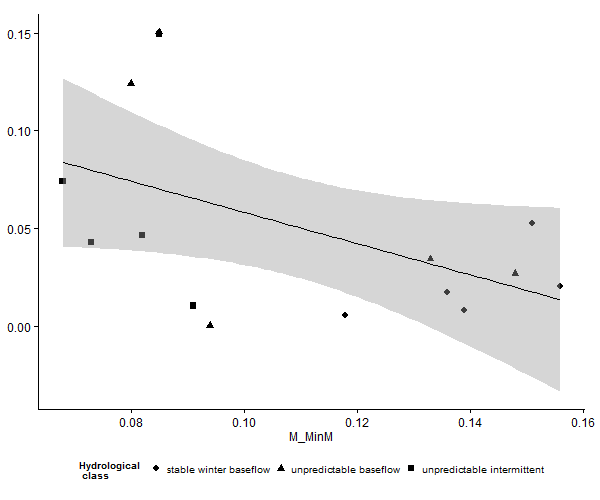 0.15
0.10
0.05
0.00
0.08 0.10 0.12 0.14 0.16
M_MinM
Hydrological
class
stable winter baseflow unpredictable baseflow unpredictable intermittent